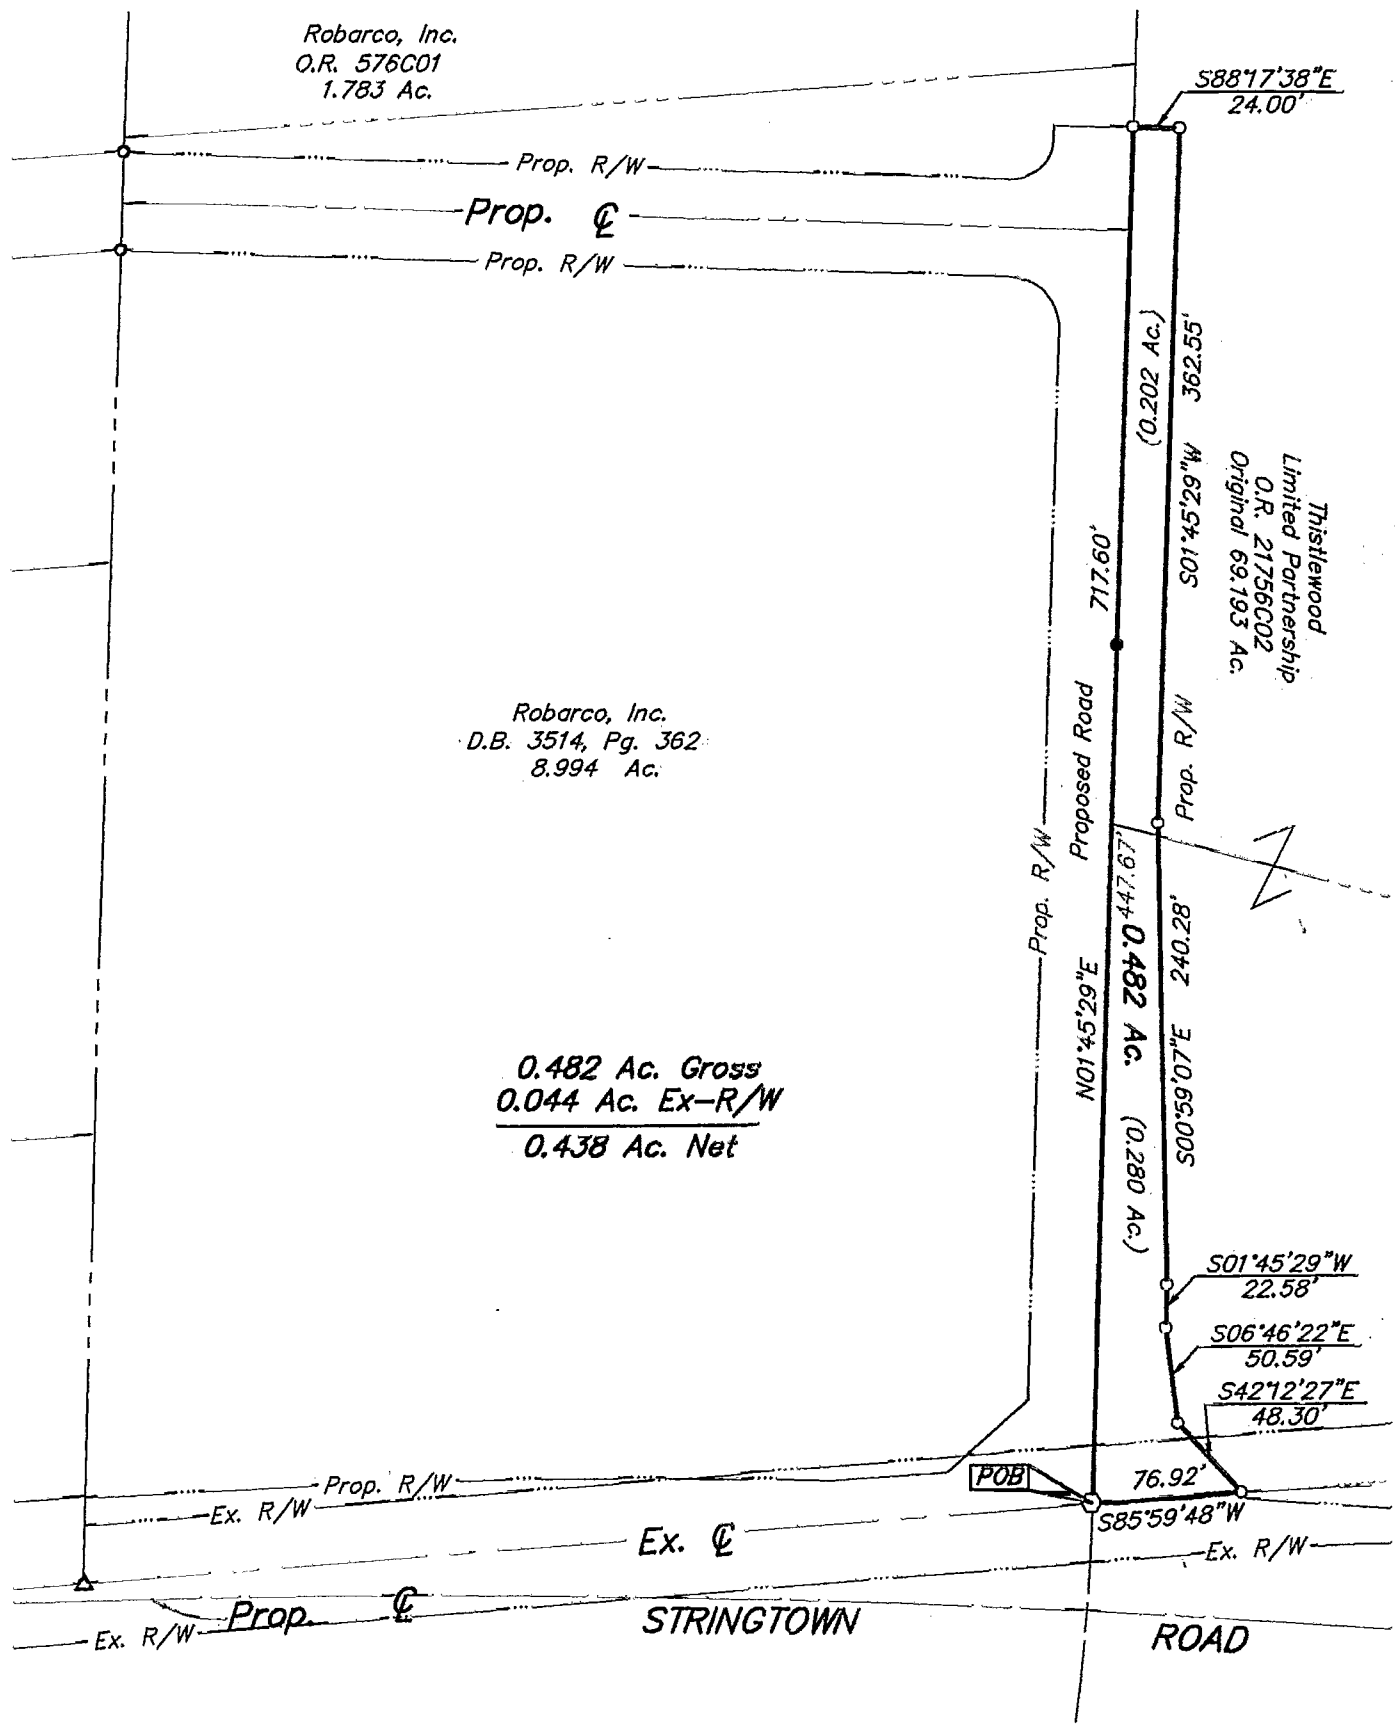 Robarco, Inc.
O.R. 576C01
1.783 Ac.
S88°17'38"E
24.00'
Prop. R/W
Prop. ℄
Prop. R/W
(0.202 Ac.)
362.55'
S01°45'29"W
Thistlewood
Limited Partnership
O.R. 21756C02
Original 69.193 Ac.
717.60'
Proposed Road
N01°45'29"E
Prop. R/W
Prop. R/W
Robarco, Inc.
D.B. 3514, Pg. 362
8.994 Ac.
447.67'
0.482 Ac.
(0.280 Ac.)
240.28'
S00°59'07"E
0.482 Ac. Gross
0.044 Ac. Ex-R/W
0.438 Ac. Net
S01°45'29"W
22.58'
S06°46'22"E
50.59'
S42°12'27"E
48.30'
Prop. R/W
Ex. R/W
POB
76.92'
S85°59'48"W
Ex. ℄
Ex. R/W
Prop. ℄
Ex. R/W
STRINGTOWN ROAD